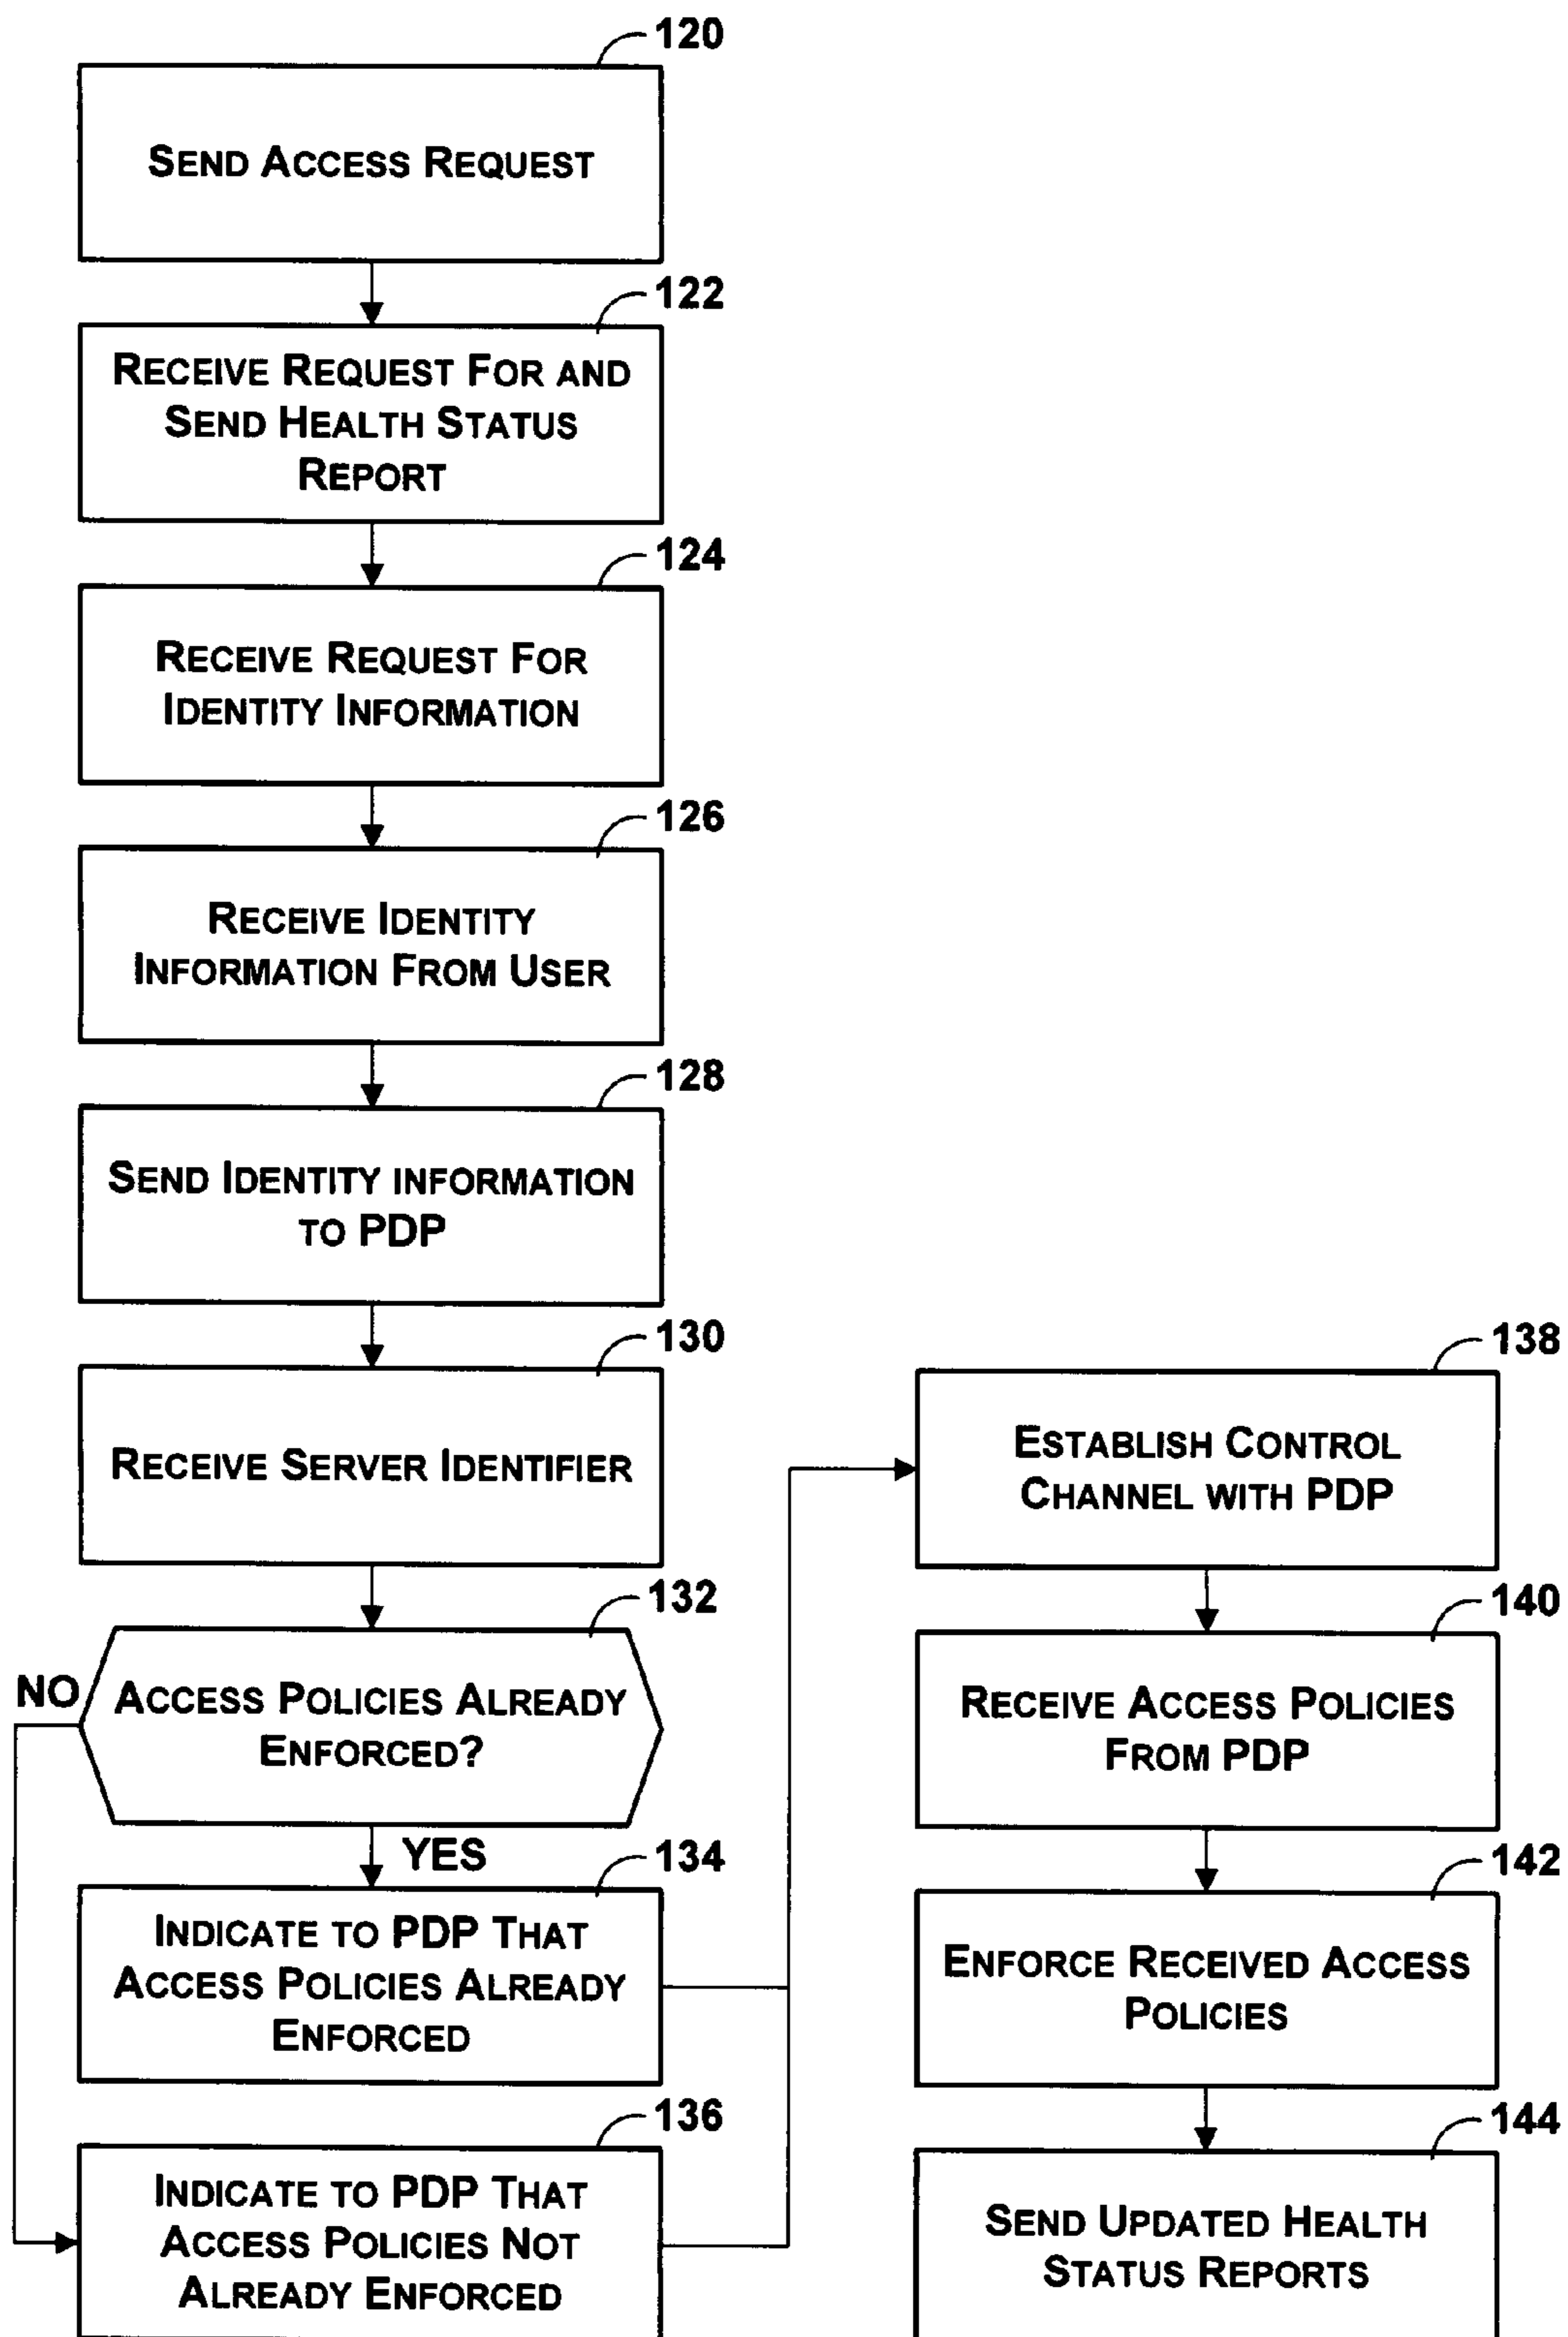 120
SEND ACCESS REQUEST
122
RECEIVE REQUEST FOR AND
SEND HEALTH STATUS
REPORT
124
RECEIVE REQUEST FOR
IDENTITY INFORMATION
126
RECEIVE IDENTITY
INFORMATION FROM USER
128
SEND IDENTITY INFORMATION
TO PDP
130
RECEIVE SERVER IDENTIFIER
132
NO
ACCESS POLICIES ALREADY
ENFORCED?
YES
134
INDICATE TO PDP THAT
ACCESS POLICIES ALREADY
ENFORCED
136
INDICATE TO PDP THAT
ACCESS POLICIES NOT
ALREADY ENFORCED
138
ESTABLISH CONTROL
CHANNEL WITH PDP
140
RECEIVE ACCESS POLICIES
FROM PDP
142
ENFORCE RECEIVED ACCESS
POLICIES
144
SEND UPDATED HEALTH
STATUS REPORTS